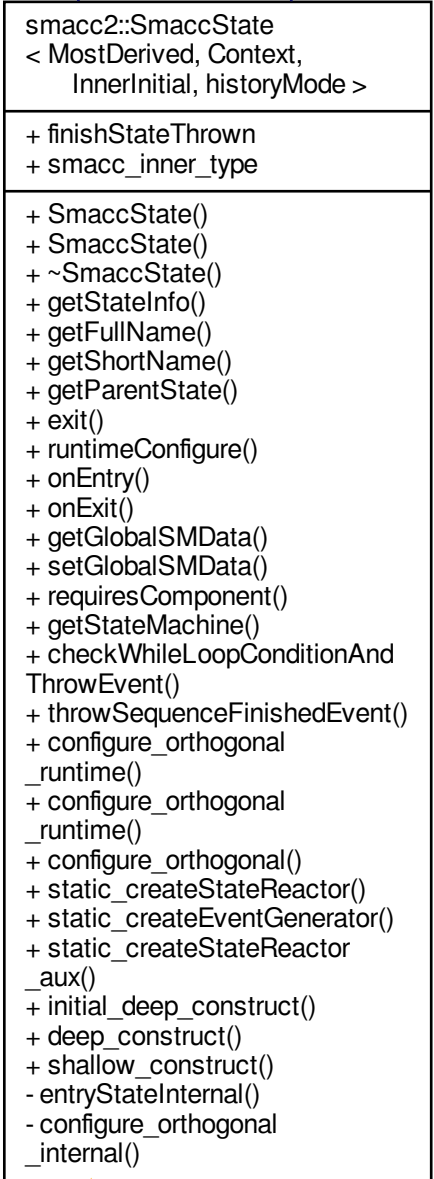 smacc2::SmaccState
< MostDerived, Context,
InnerInitial, historyMode >
+ finishStateThrown
+ smacc_inner_type
+ SmaccState()
+ SmaccState()
+ ~SmaccState()
+ getStateInfo()
+ getFullName()
+ getShortName()
+ getParentState()
+ exit()
+ runtimeConfigure()
+ onEntry()
+ onExit()
+ getGlobalSMData()
+ setGlobalSMData()
+ requiresComponent()
+ getStateMachine()
+ checkWhileLoopConditionAnd
ThrowEvent()
+ throwSequenceFinishedEvent()
+ configure_orthogonal
_runtime()
+ configure_orthogonal
_runtime()
+ configure_orthogonal()
+ static_createStateReactor()
+ static_createEventGenerator()
+ static_createStateReactor
_aux()
+ initial_deep_construct()
+ deep_construct()
+ shallow_construct()
- entryStateInternal()
- configure_orthogonal
_internal()